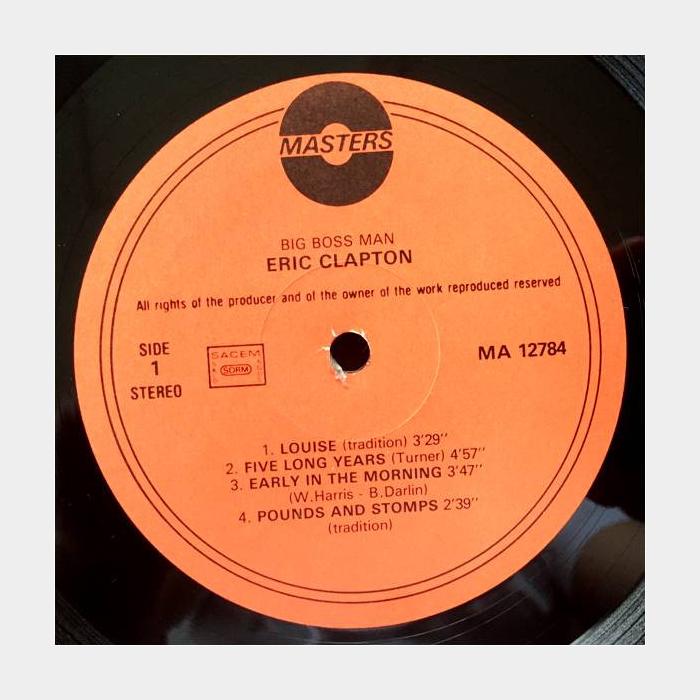 MASTERS
BIG BOSS MAN
ERIC CLAPTON
All rights of the producer and of the owner of the work reproduced reserved
SIDE
1
STEREO
SACEM
SDRM
MA 12784
1. LOUISE (tradition) 3'29''
2. FIVE LONG YEARS (Turner) 4'57''
3. EARLY IN THE MORNING 3'47''
(W.Harris - B.Darlin)
4. POUNDS AND STOMPS 2'39''
(tradition)